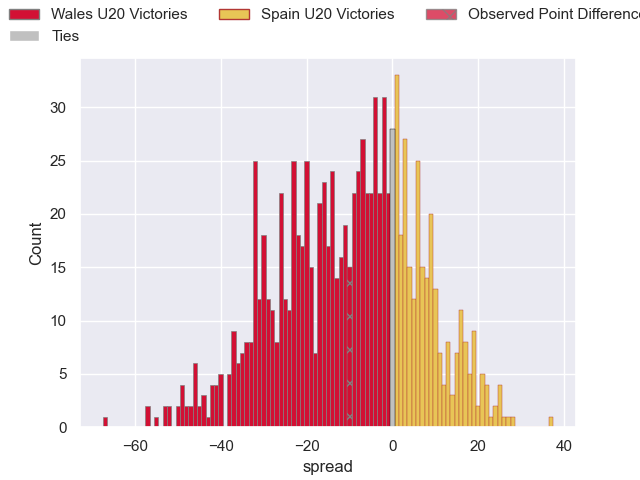 Wales U20 Victories
Spain U20 Victories
Observed Point Difference
Ties
30
25
20
15
10
5
0
Count
−60 −40 −20 0 20 40
spread